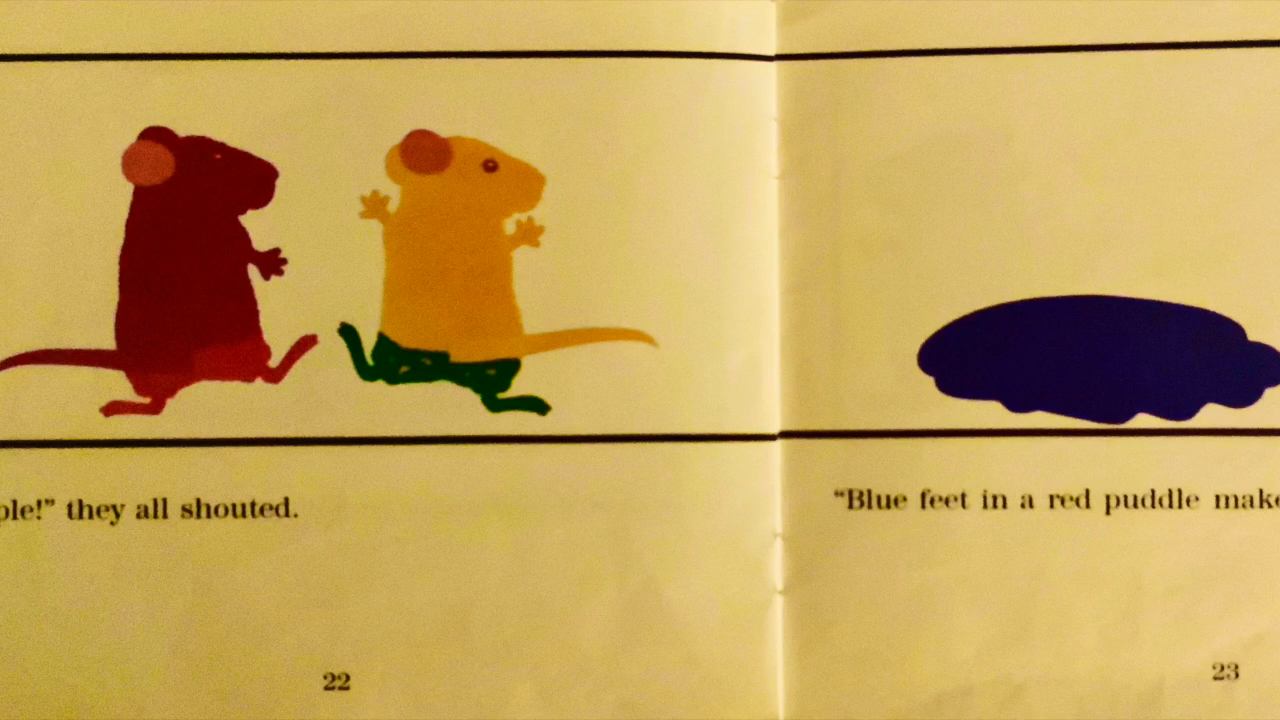 ple!” they all shouted.
“Blue feet in a red puddle make
22
23